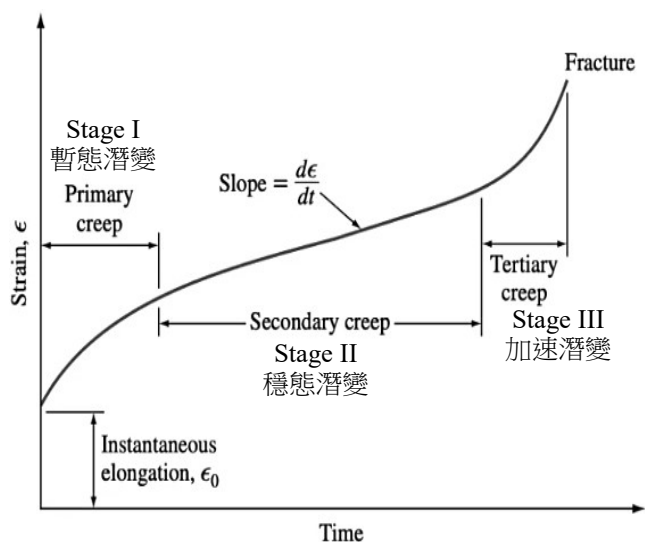 Fracture
Stage I
暫態潛變
Primary
creep
Slope = dϵ/dt
Strain, ϵ
Tertiary
creep
Secondary creep
Stage III
加速潛變
Stage II
穩態潛變
Instantaneous
elongation, ϵ0
Time